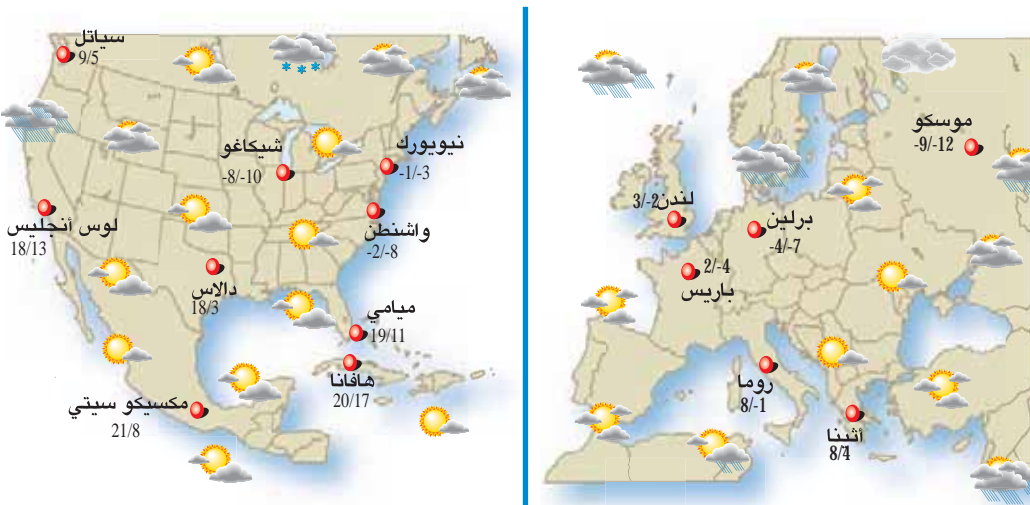 سياتل
9/5
شيكاغو
-8/-10
نيويورك
-1/-3
لوس أنجليس
18/13
واشنطن
-2/-8
دالاس
18/3
ميامي
19/11
هافانا
20/17
مكسيكو سيتي
21/8
موسكو
-9/-12
لندن 3/-2
برلين
-4/-7
2/-4
باريس
روما
8/-1
أثينا
8/4